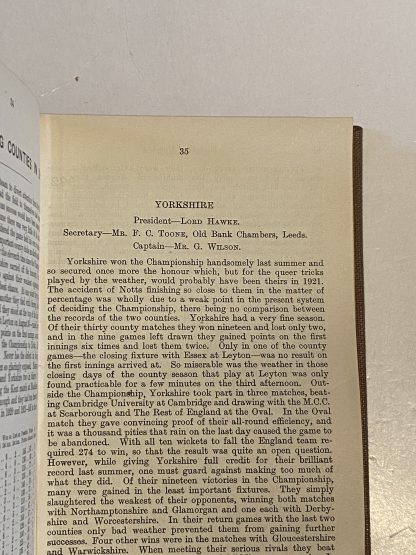 COUNTIES IN
35
YORKSHIRE
President—Lord Hawke.
Secretary—Mr. F. C. Toone, Old Bank Chambers, Leeds.
Captain—Mr. G. Wilson.
Yorkshire won the Championship handsomely last summer and
so secured once more the honour which, but for the queer tricks
played by the weather, would probably have been theirs in 1921.
The accident of Notts finishing so close to them in the matter of
percentage was wholly due to a weak point in the present system
of deciding the Championship, there being no comparison between
the records of the two counties. Yorkshire had a very fine season.
Of their thirty county matches they won nineteen and lost only two,
and in the nine games left drawn they gained points on the first
innings six times and lost them twice. Only in one of the county
games—the closing fixture with Essex at Leyton—was no result on
the first innings arrived at. So miserable was the weather in those
closing days of the county season that play at Leyton was only
found practicable for a few minutes on the third afternoon. Out-
side the Championship, Yorkshire took part in three matches, beat-
ing Cambridge University at Cambridge and drawing with the M.C.C.
at Scarborough and The Rest of England at the Oval. In the Oval
match they gave convincing proof of their all-round efficiency, and
it was a thousand pities that rain on the last day caused the game to
be abandoned. With all ten wickets to fall the England team re-
quired 274 to win, so that the result was quite an open question.
However, while giving Yorkshire full credit for their brilliant
record last summer, one must guard against making too much of
what they did. Of their nineteen victories in the Championship,
many were gained in the least important fixtures. They simply
slaughtered the weakest of their opponents, winning both matches
with Northamptonshire and Glamorgan and one each with Derby-
shire and Worcestershire. In their return games with the last two
counties only bad weather prevented them from gaining further
successes. Four other wins were in the matches with Gloucestershire
and Warwickshire. When meeting their serious rivals they beat